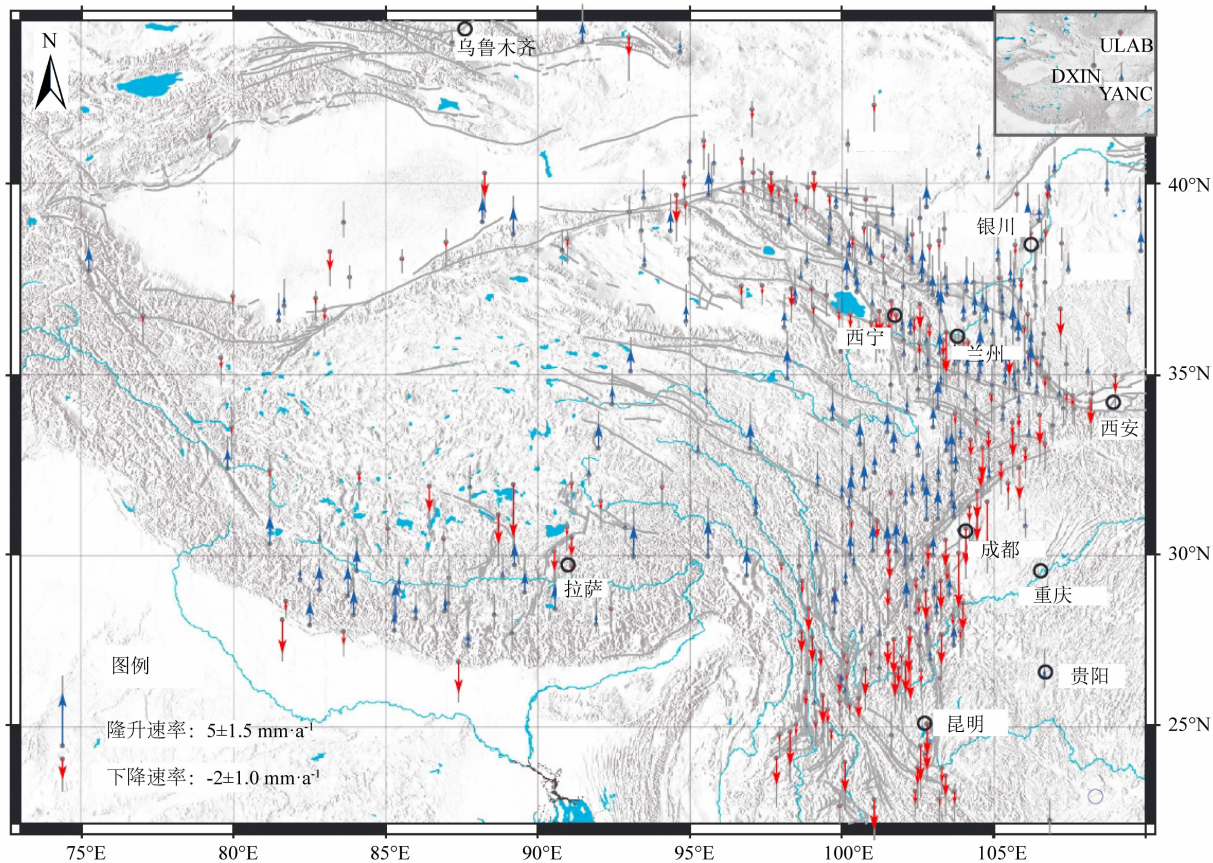 N
乌鲁木齐
ULAB
DXIN
YANC
40°N
银川
西宁
兰州
35°N
西安
成都
30°N
拉萨
重庆
图例
贵阳
隆升速率：5±1.5 mm·a⁻¹
昆明
25°N
下降速率：-2±1.0 mm·a⁻¹
75°E 80°E 85°E 90°E 95°E 100°E 105°E